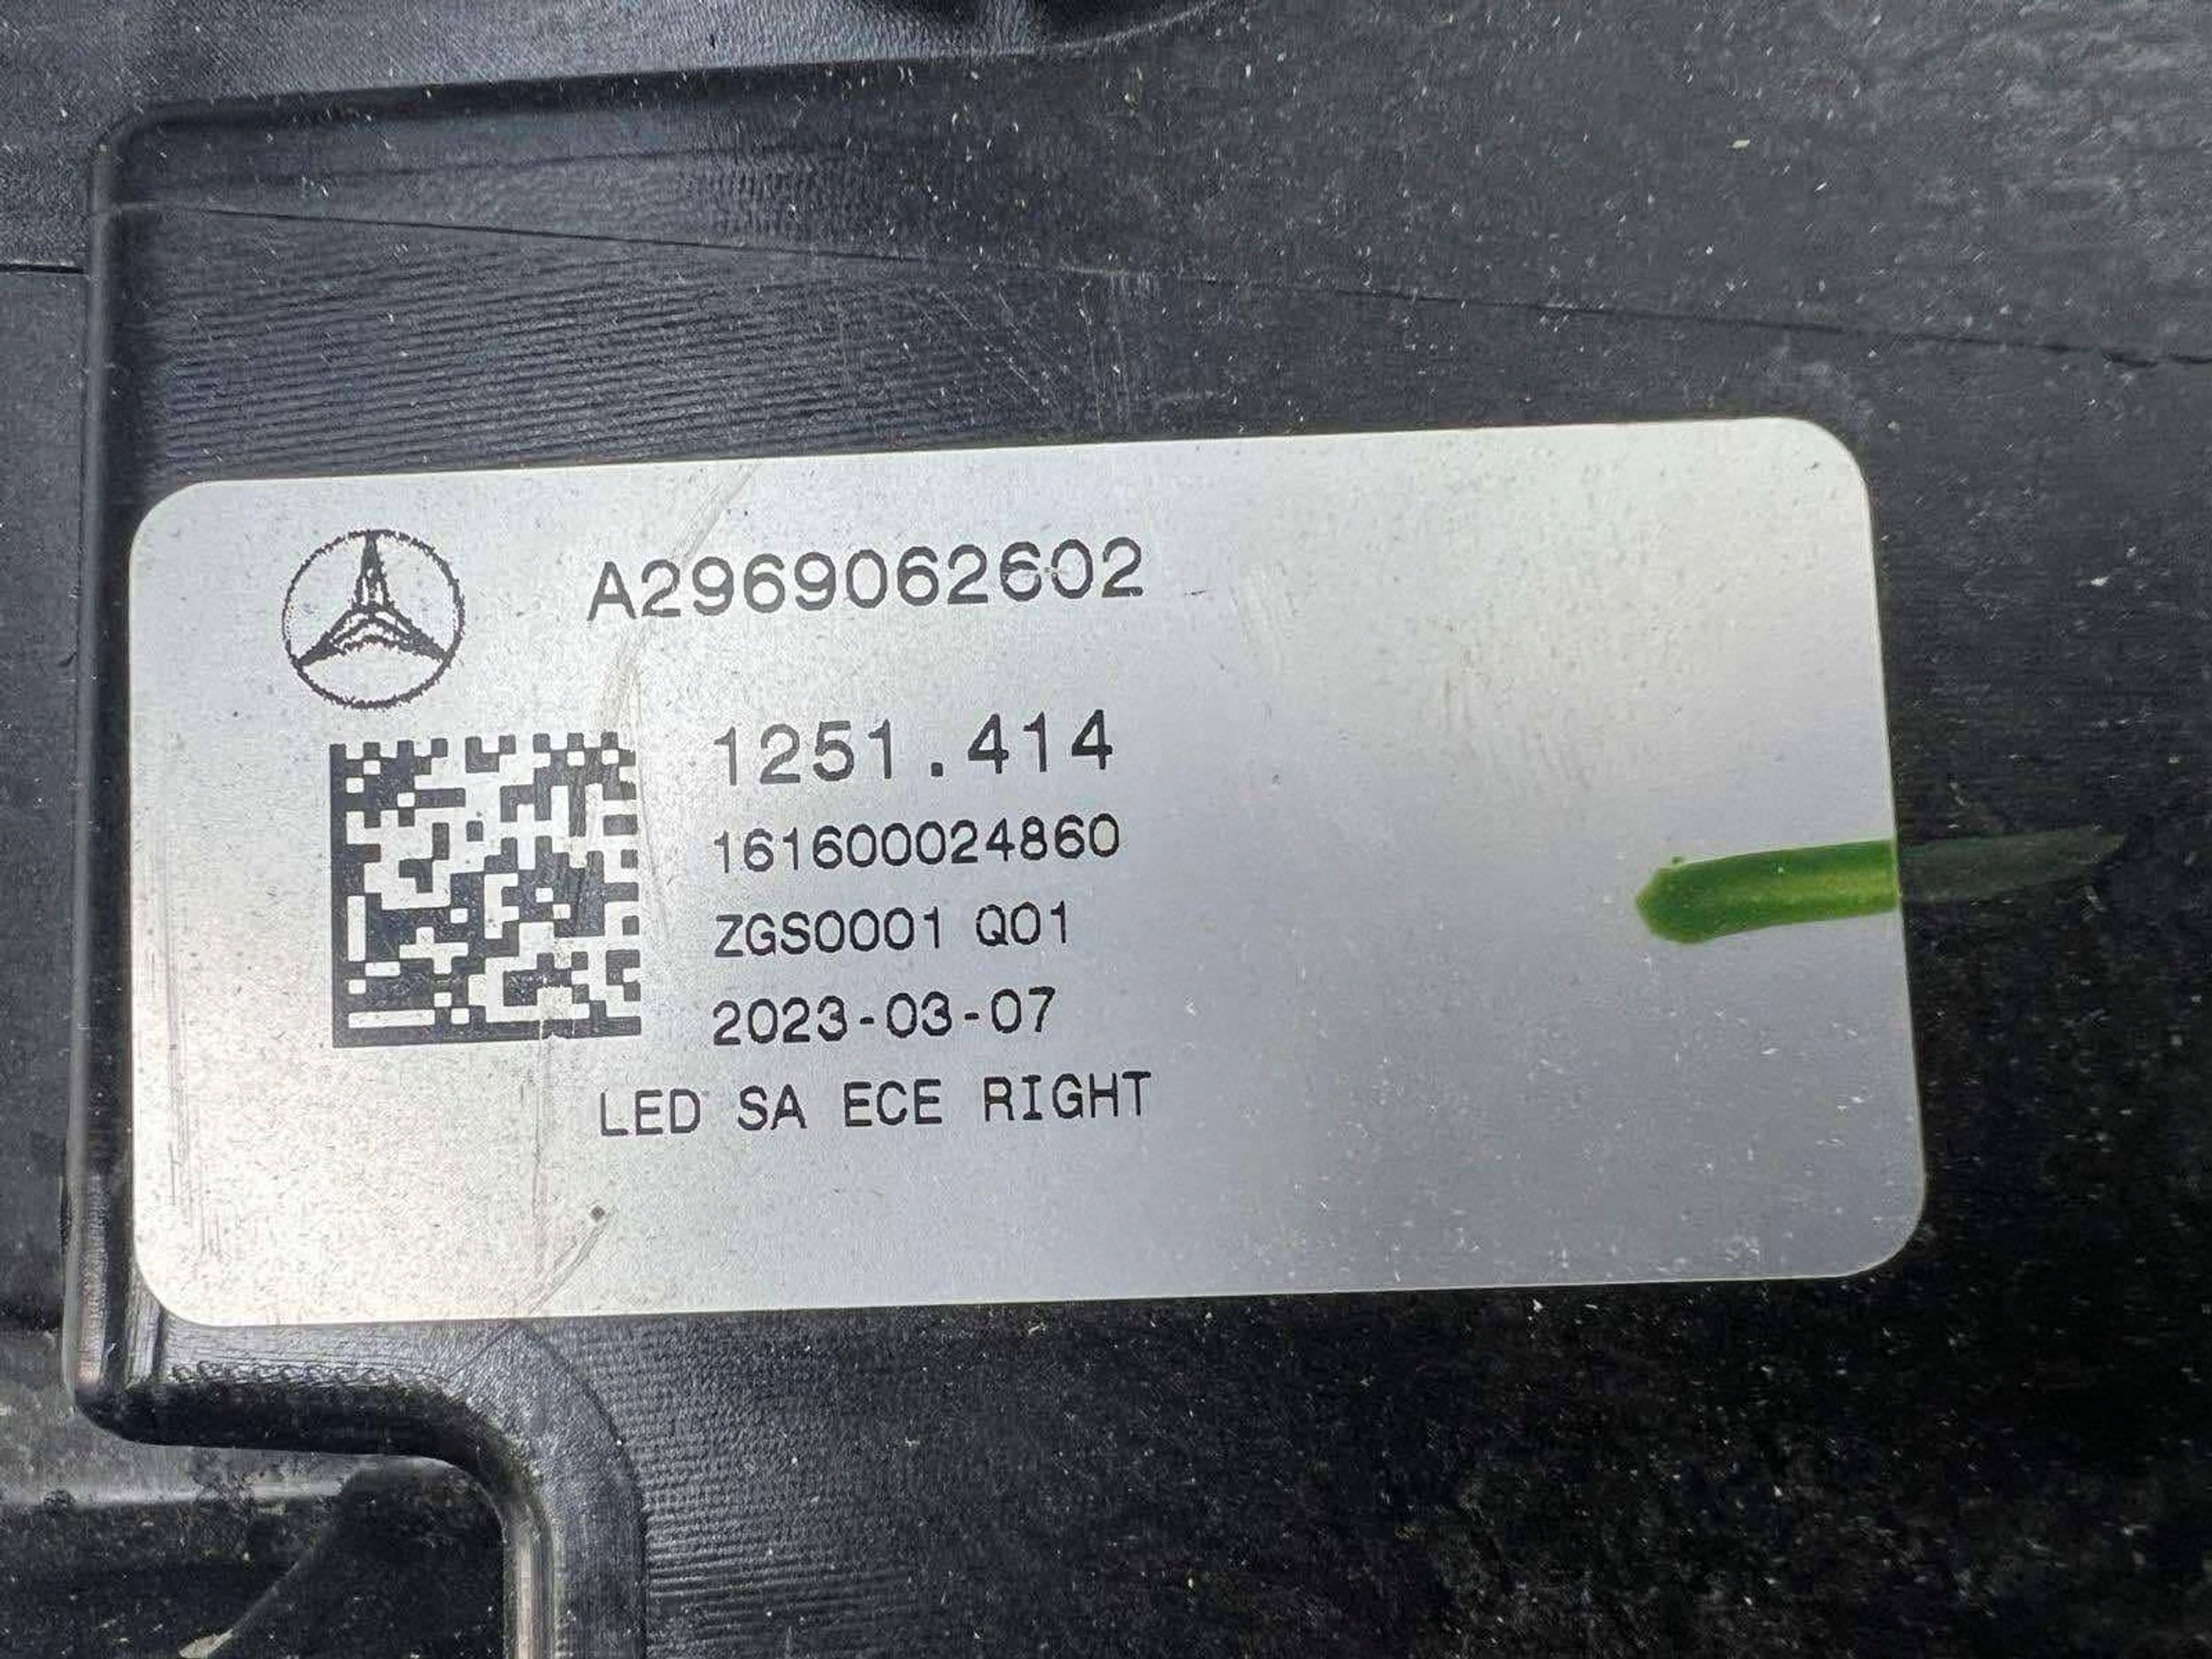 A2969062602
1251.414
161600024860
ZGS0001 Q01
2023-03-07
LED SA ECE RIGHT